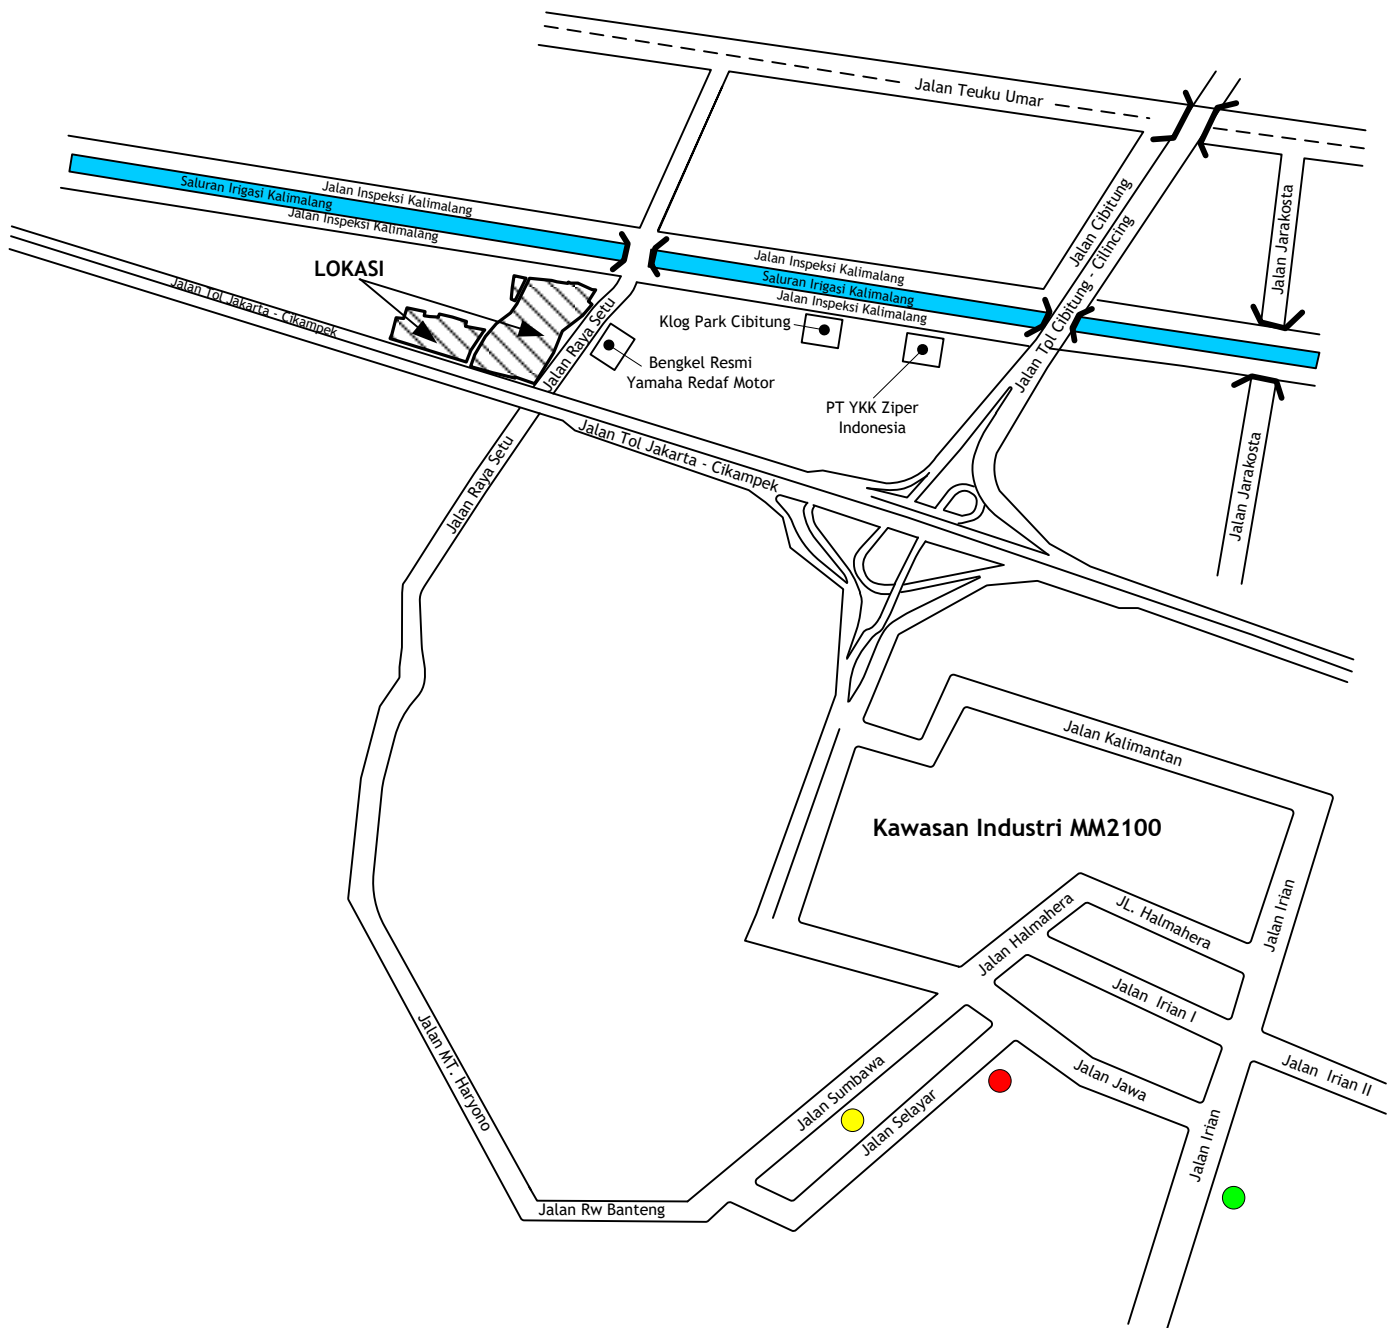 Jalan Teuku Umar
Jalan Cibitung
Jalan Tol Cibitung - Cilincing
Jalan Jarakosta
Jalan Inspeksi Kalimalang
Saluran Irigasi Kalimalang
Jalan Inspeksi Kalimalang
LOKASI
Jalan Tol Jakarta - Cikampek
Jalan Inspeksi Kalimalang
Saluran Irigasi Kalimalang
Jalan Inspeksi Kalimalang
Klog Park Cibitung
Jalan Raya Setu
Bengkel Resmi
Yamaha Redaf Motor
PT YKK Ziper
Indonesia
Jalan Tol Jakarta - Cikampek
Jalan Raya Setu
Jalan Jarakosta
Jalan Kalimantan
Kawasan Industri MM2100
Jalan Halmahera
JL. Halmahera
Jalan Irian
Jalan Irian I
Jalan MT. Haryono
Jalan Sumbawa
Jalan Selayar
Jalan Jawa
Jalan Irian II
Jalan Irian
Jalan Rw Banteng